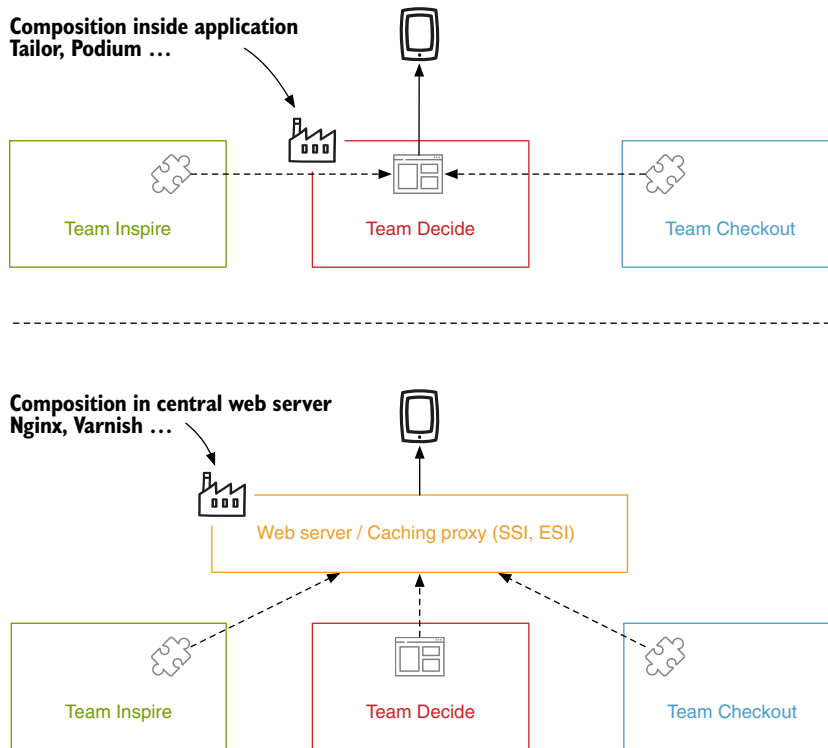 Composition inside application
Tailor, Podium ...
Team Inspire
Team Decide
Team Checkout
Composition in central web server
Nginx, Varnish ...
Web server / Caching proxy (SSI, ESI)
Team Inspire
Team Decide
Team Checkout